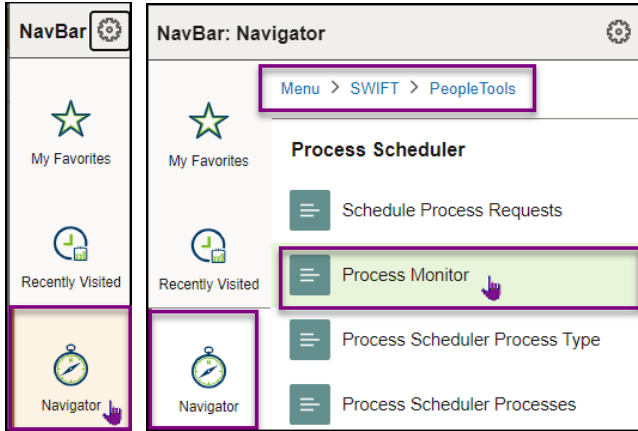 NavBar
My Favorites
Recently Visited
Navigator
NavBar: Navigator
My Favorites
Recently Visited
Navigator
Menu > SWIFT > PeopleTools
Process Scheduler
Schedule Process Requests
Process Monitor
Process Scheduler Process Type
Process Scheduler Processes